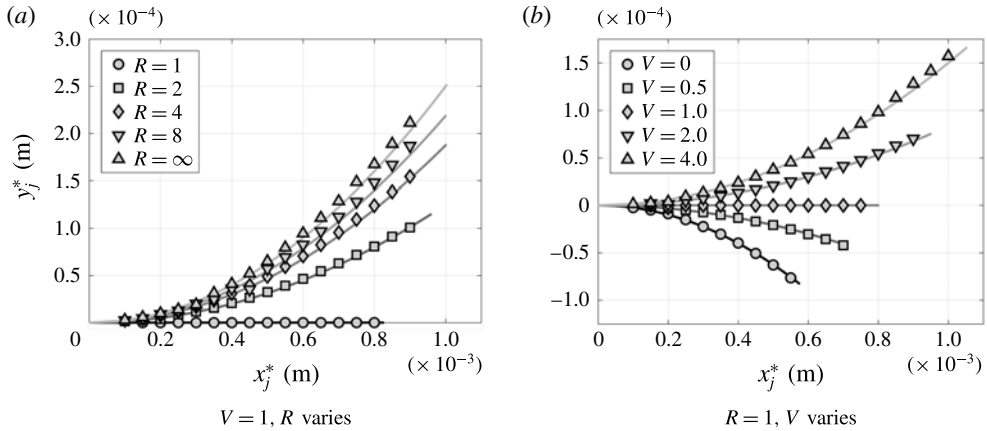 (a)
(× 10⁻⁴)
3.0
2.5
2.0
1.5
1.0
0.5
R = 1
R = 2
R = 4
R = 8
R = ∞
y*j (m)
0 0.2 0.4 0.6 0.8 1.0
(× 10⁻³)
x*j (m)
V = 1, R varies
(b)
(× 10⁻⁴)
1.5
1.0
0.5
0
−0.5
−1.0
V = 0
V = 0.5
V = 1.0
V = 2.0
V = 4.0
0 0.2 0.4 0.6 0.8 1.0
(× 10⁻³)
x*j (m)
R = 1, V varies